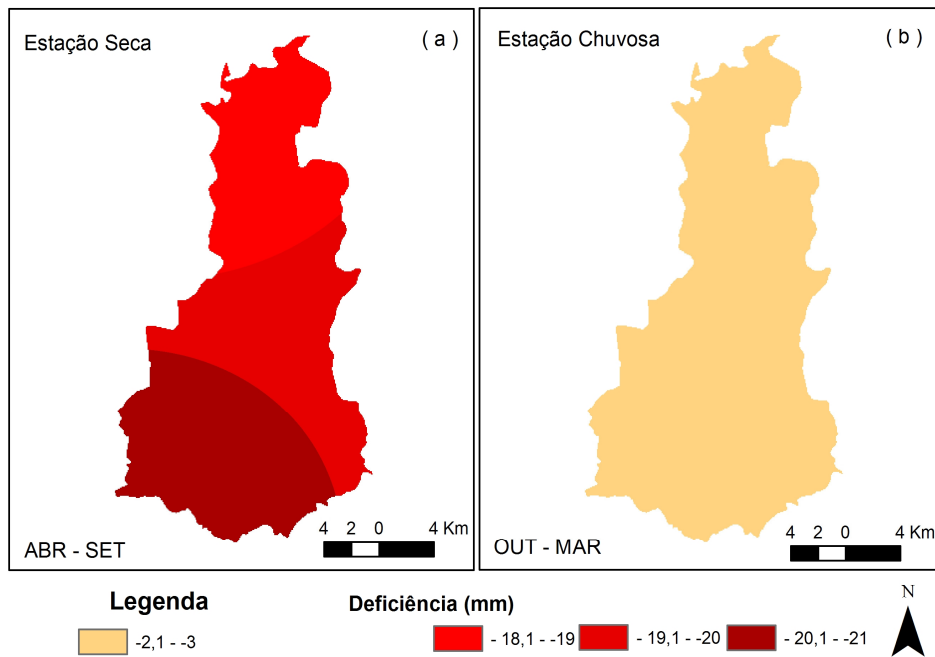 Estação Seca
( a )
ABR - SET
4 2 0 4 Km
Estação Chuvosa
( b )
OUT - MAR
4 2 0 4 Km
Legenda
-2,1 - -3
Deficiência (mm)
- 18,1 - -19
- 19,1 - -20
- 20,1 - -21
N